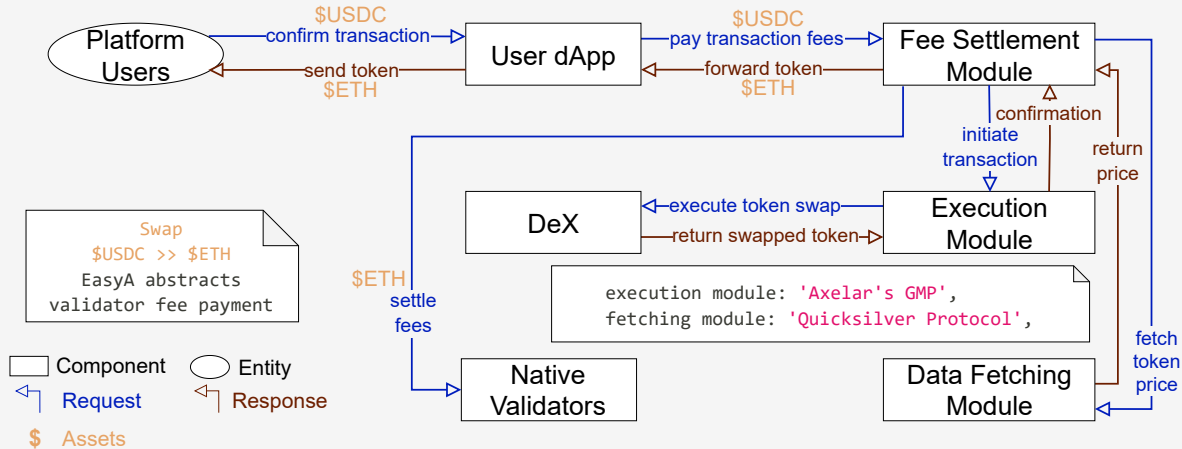 $USDC
confirm transaction
Platform
Users
send token
$ETH
User dApp
$USDC
pay transaction fees
forward token
$ETH
Fee Settlement
Module
initiate
transaction
confirmation
return
price
Swap
$USDC >> $ETH
EasyA abstracts
validator fee payment
DeX
execute token swap
return swapped token
Execution
Module
$ETH
settle
fees
execution module: 'Axelar's GMP',
fetching module: 'Quicksilver Protocol',
fetch
token
price
Component
Entity
Request
Response
$ Assets
Native
Validators
Data Fetching
Module